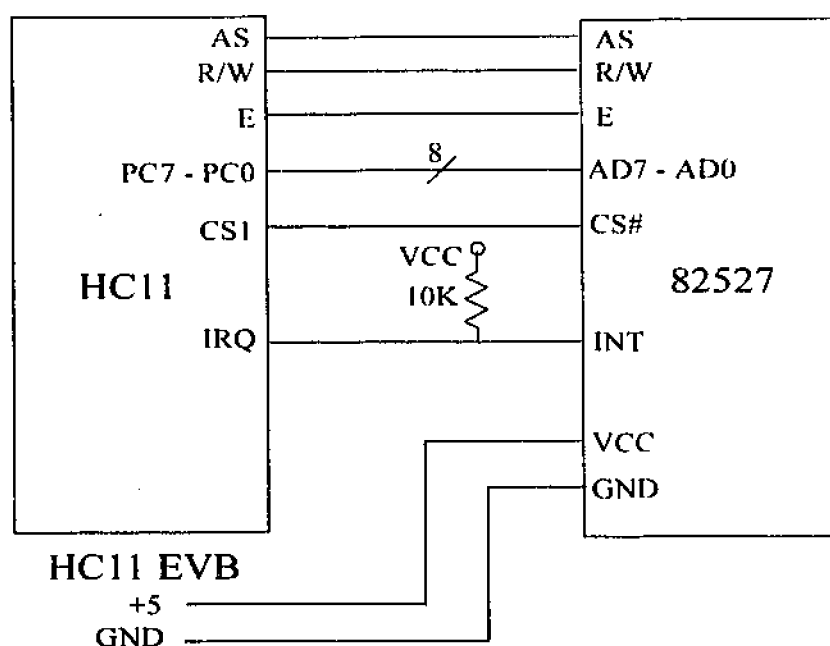 AS
R/W
E
PC7 - PC0
CS1
HC11
IRQ
8
VCC
10K
AS
R/W
E
AD7 - AD0
CS#
82527
INT
VCC
GND
HC11 EVB
+5
GND